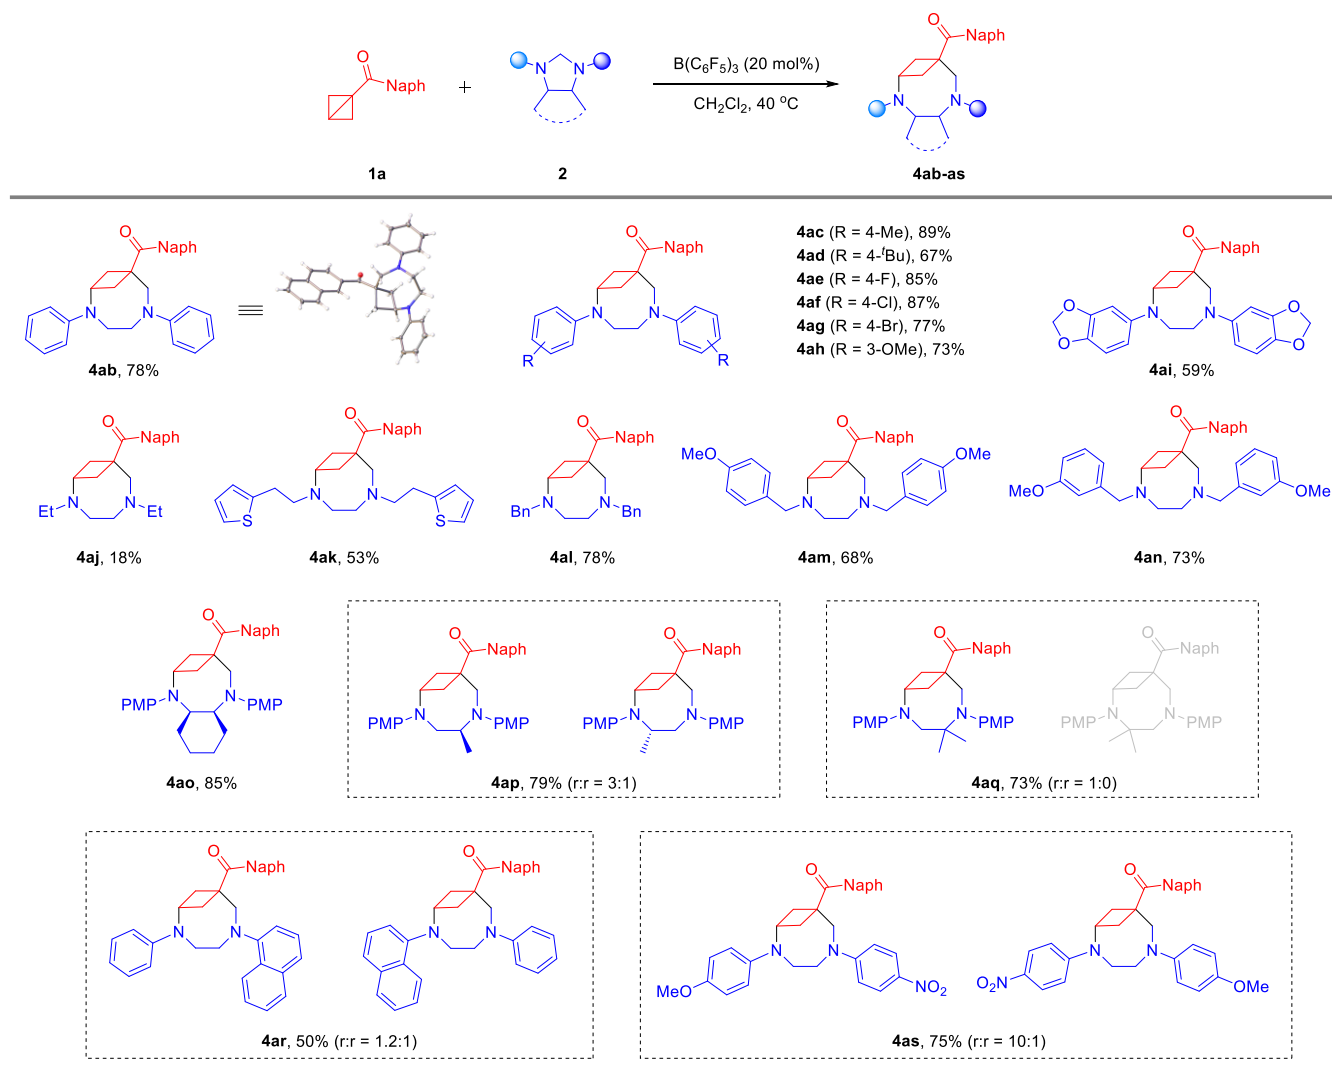 O
Naph
1a
+
N N
2
B(C6F5)3 (20 mol%)
CH2Cl2, 40 oC
O
Naph
N N
4ab-as
O
Naph
N N
4ab, 78%
O
Naph
N N
R R
4ac (R = 4-Me), 89%
4ad (R = 4-tBu), 67%
4ae (R = 4-F), 85%
4af (R = 4-Cl), 87%
4ag (R = 4-Br), 77%
4ah (R = 3-OMe), 73%
O
Naph
O N N O
O O
4ai, 59%
O
Naph
N N
Et Et
4aj, 18%
O
Naph
N N
S S
4ak, 53%
O
Naph
N N
Bn Bn
4al, 78%
O
Naph
MeO OMe
N N
4am, 68%
O
Naph
N N
MeO OMe
4an, 73%
O
Naph
N N
PMP PMP
4ao, 85%
O
Naph
N N
PMP PMP
O
Naph
N N
PMP PMP
4ap, 79% (r:r = 3:1)
O
Naph
N N
PMP PMP
O
Naph
N N
PMP PMP
4aq, 73% (r:r = 1:0)
O
Naph
N N
O
Naph
N N
4ar, 50% (r:r = 1.2:1)
O
Naph
N N
MeO NO2
O
Naph
N N
O2N OMe
4as, 75% (r:r = 10:1)